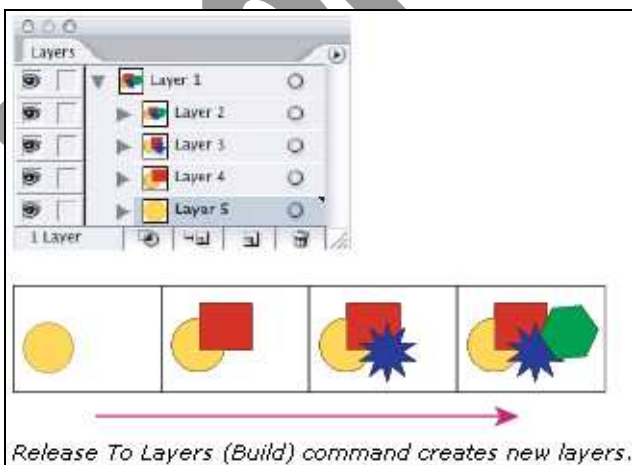 Layers
Layer 1
Layer 2
Layer 3
Layer 4
Layer 5
1 Layer
Release To Layers (Build) command creates new layers.